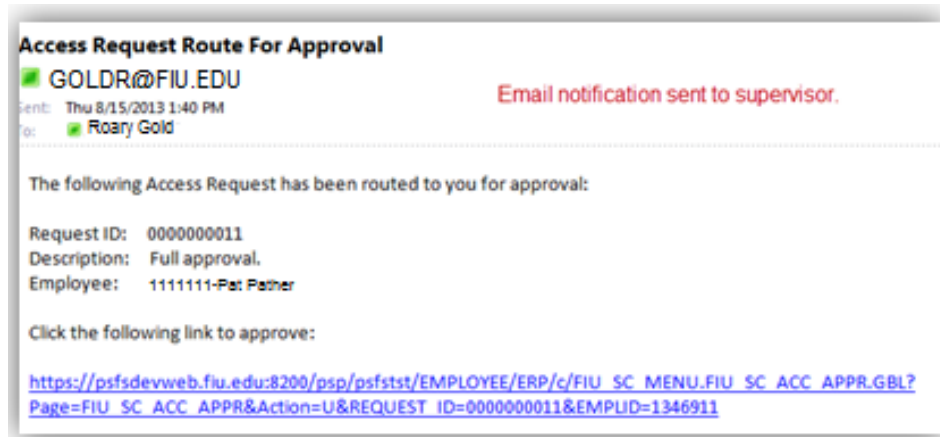 Access Request Route For Approval
GOLDR@FIU.EDU
Email notification sent to supervisor.
Sent: Thu 8/15/2013 1:40 PM
To: Roary Gold
The following Access Request has been routed to you for approval:
Request ID: 0000000011
Description: Full approval.
Employee: 1111111-Pat Pather
Click the following link to approve:
https://psfsdevweb.fiu.edu:8200/psp/psfstst/EMPLOYEE/ERP/c/FIU_SC_MENU.FIU_SC_ACC_APPR.GBL?
Page=FIU_SC_ACC_APPR&Action=U&REQUEST_ID=0000000011&EMPLID=1346911